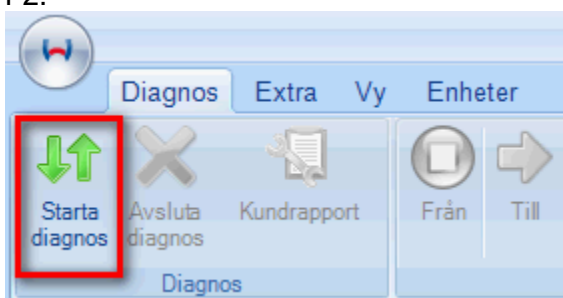 Diagnos Extra Vy Enheter
Starta diagnos
Avsluta diagnos
Kundrapport
Från
Till
Diagnos